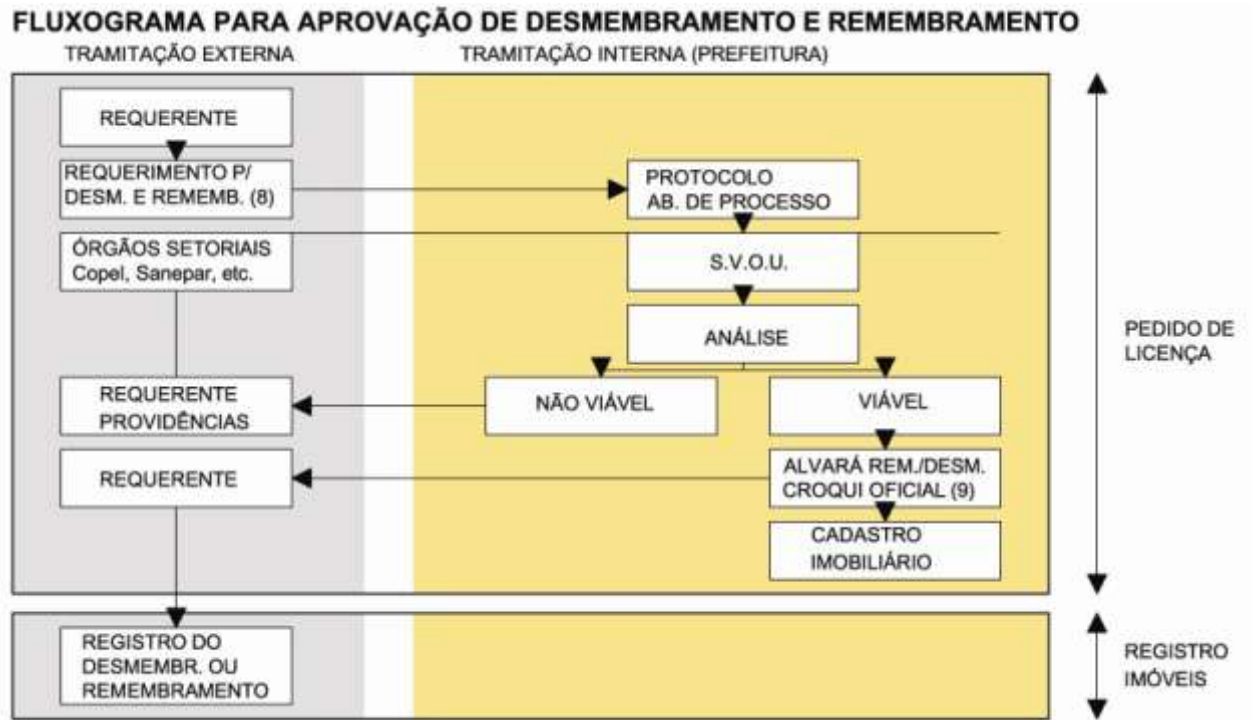 FLUXOGRAMA PARA APROVAÇÃO DE DESMEMBRAMENTO E REMEMBRAMENTO
TRAMITAÇÃO EXTERNA
TRAMITAÇÃO INTERNA (PREFEITURA)
REQUERENTE
REQUERIMENTO P/
DESM. E REMEMB. (8)
PROTOCOLO
AB. DE PROCESSO
ÓRGÃOS SETORIAIS
Copel, Sanepar, etc.
S.V.O.U.
ANÁLISE
PEDIDO DE
LICENÇA
REQUERENTE
PROVIDÊNCIAS
NÃO VIÁVEL
VIÁVEL
REQUERENTE
ALVARÁ REM./DESM.
CROQUI OFICIAL (9)
CADASTRO
IMOBILIÁRIO
REGISTRO DO
DESMEMBR. OU
REMEMBRAMENTO
REGISTRO
IMÓVEIS